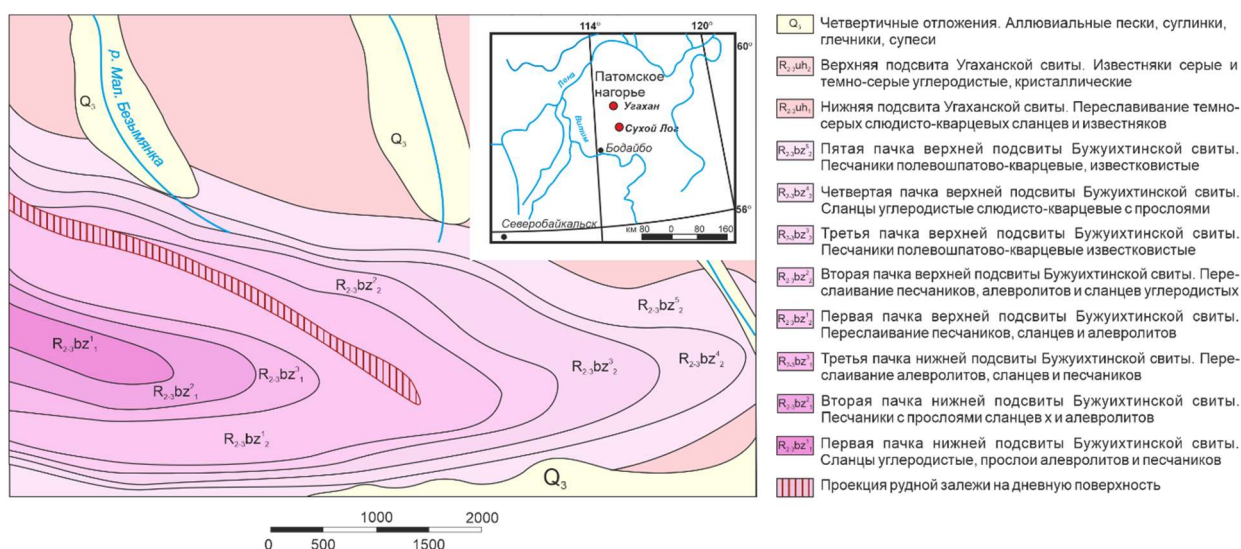 р. Мал. Безымянка
Q₃
Q₃
R₂₋₃bz²₂
R₂₋₃bz⁵₂
R₂₋₃bz¹₁
R₂₋₃bz²₁
R₂₋₃bz³₁
R₂₋₃bz³₂
R₂₋₃bz⁴₂
R₂₋₃bz¹₂
Q₃
114° 120°
60°
56°
Лена
Патомское
нагорье
Угахан
Витим
Сухой Лог
Бодайбо
Северобайкальск
км 80 0 80 160
1000 2000
0 500 1500
Q₃ Четвертичные отложения. Аллювиальные пески, суглинки,
глечники, супеси
R₂₋₃uh₂ Верхняя подсвита Угаханской свиты. Известняки серые и
темно-серые углеродистые, кристаллические
R₂₋₃uh₁ Нижняя подсвита Угаханской свиты. Переславивание темно-
серых слюдисто-кварцевых сланцев и известняков
R₂₋₃bz⁵₂ Пятая пачка верхней подсвиты Бужуихтинской свиты.
Песчаники полевошпатово-кварцевые, известковистые
R₂₋₃bz⁴₂ Четвертая пачка верхней подсвиты Бужуихтинской свиты.
Сланцы углеродистые слюдисто-кварцевые с прослоями
R₂₋₃bz³₂ Третья пачка верхней подсвиты Бужуихтинской свиты.
Песчаники полевошпатово-кварцевые известковистые
R₂₋₃bz²₂ Вторая пачка верхней подсвиты Бужуихтинской свиты. Пере-
слаивание песчаников, алевролитов и сланцев углеродистых
R₂₋₃bz¹₂ Первая пачка верхней подсвиты Бужуихтинской свиты.
Переслаивание песчаников, сланцев и алевролитов
R₂₋₃bz³₁ Третья пачка нижней подсвиты Бужуихтинской свиты. Пере-
слаивание алевролитов, сланцев и песчаников
R₂₋₃bz²₁ Вторая пачка нижней подсвиты Бужуихтинской свиты.
Песчаники с прослоями сланцев х и алевролитов
R₂₋₃bz¹₁ Первая пачка нижней подсвиты Бужуихтинской свиты.
Сланцы углеродистые, прослои алевролитов и песчаников
Проекция рудной залежи на дневную поверхность